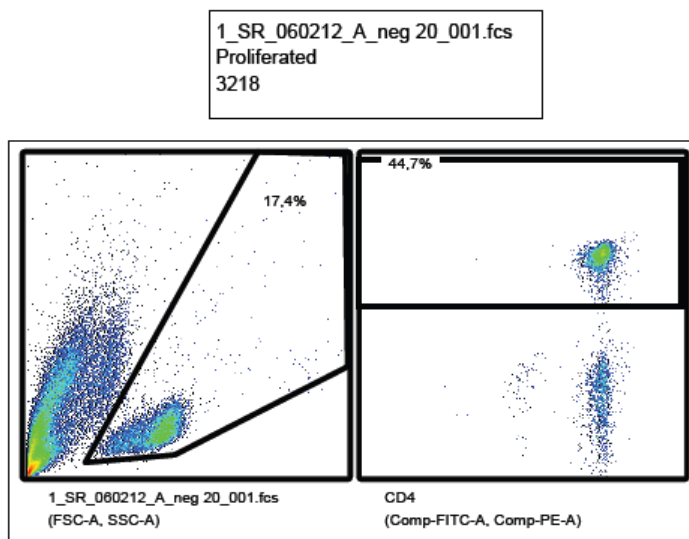 1_SR_060212_A_neg 20_001.fcs
Proliferated
3218
17,4%
44,7%
1_SR_060212_A_neg 20_001.fcs
(FSC-A, SSC-A)
CD4
(Comp-FITC-A, Comp-PE-A)